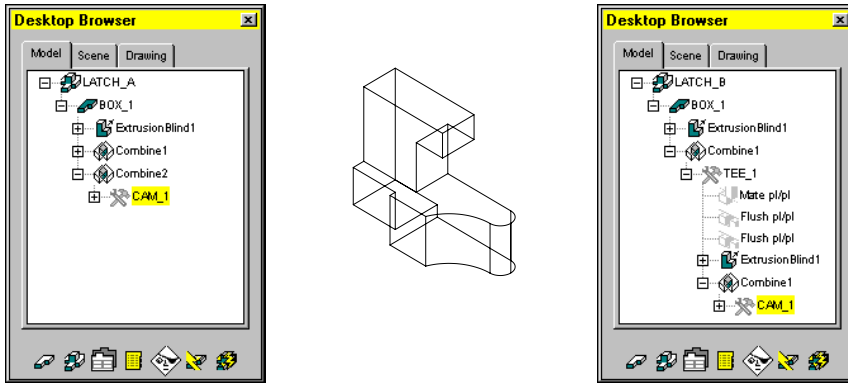 Desktop Browser
Model Scene Drawing
LATCH_A
BOX_1
ExtrusionBlind1
Combine1
Combine2
CAM_1
Desktop Browser
Model Scene Drawing
LATCH_B
BOX_1
ExtrusionBlind1
Combine1
TEE_1
Mate pl/pl
Flush pl/pl
Flush pl/pl
ExtrusionBlind1
Combine1
CAM_1